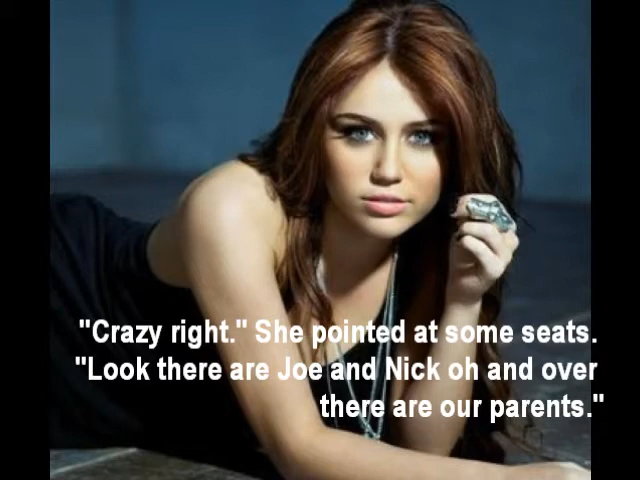 "Crazy right." She pointed at some seats.
"Look there are Joe and Nick oh and over
there are our parents."